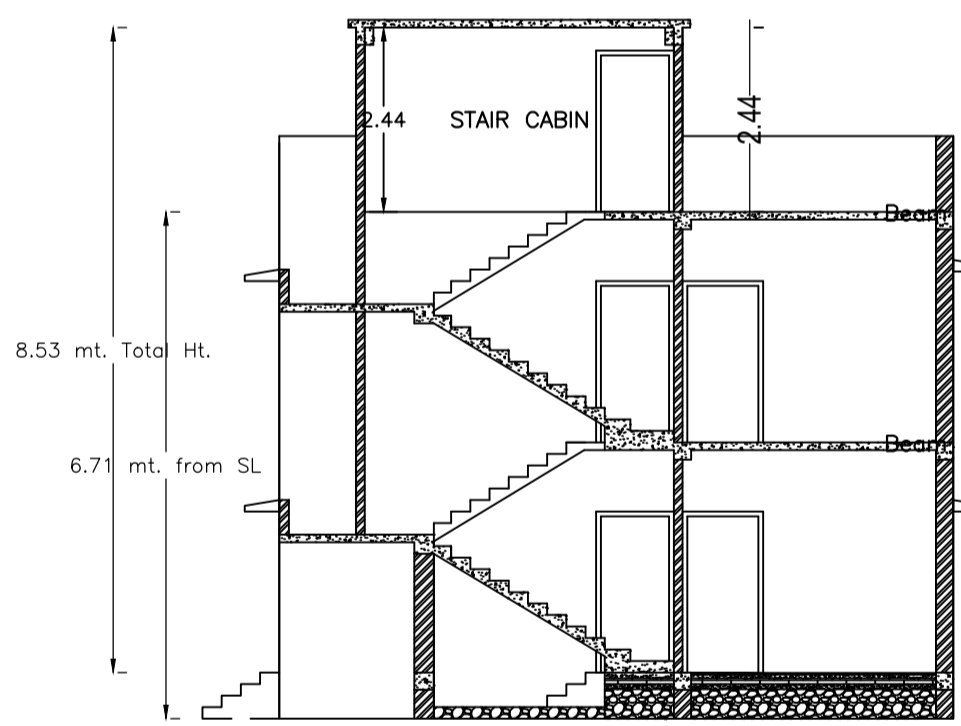 2.44
STAIR CABIN
2.44
Beam
8.53 mt. Total Ht.
Beam
6.71 mt. from SL